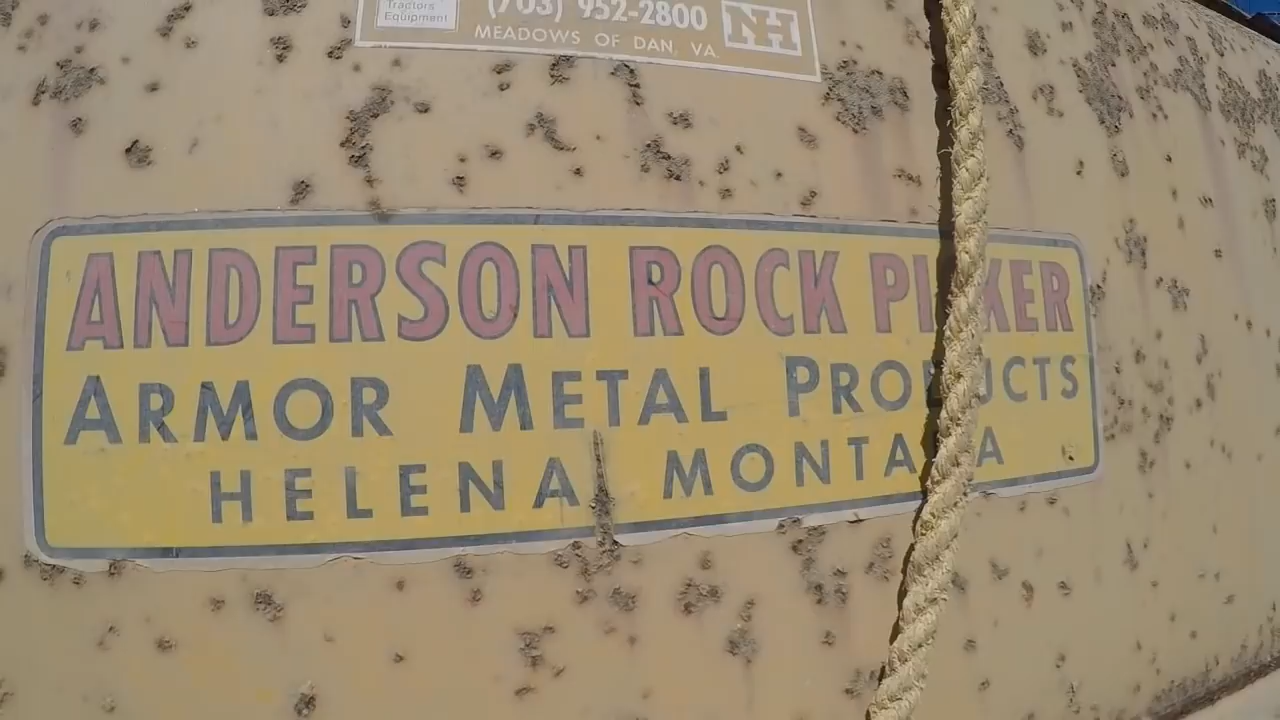 Tractors
Equipment
(703) 952-2800
NH
MEADOWS OF DAN, VA.
ANDERSON ROCK PICKER
ARMOR METAL PRODUCTS
HELENA MONTANA